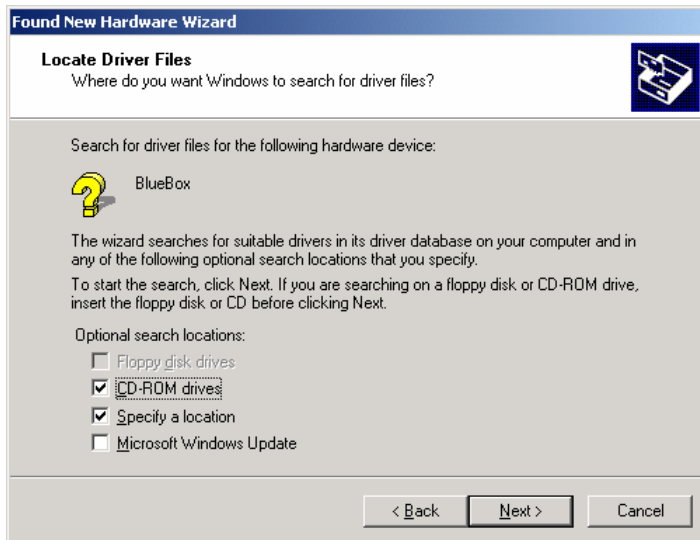 Found New Hardware Wizard
Locate Driver Files
Where do you want Windows to search for driver files?
Search for driver files for the following hardware device:
BlueBox
The wizard searches for suitable drivers in its driver database on your computer and in
any of the following optional search locations that you specify.
To start the search, click Next. If you are searching on a floppy disk or CD-ROM drive,
insert the floppy disk or CD before clicking Next.
Optional search locations:
Floppy disk drives
CD-ROM drives
Specify a location
Microsoft Windows Update
< Back Next > Cancel